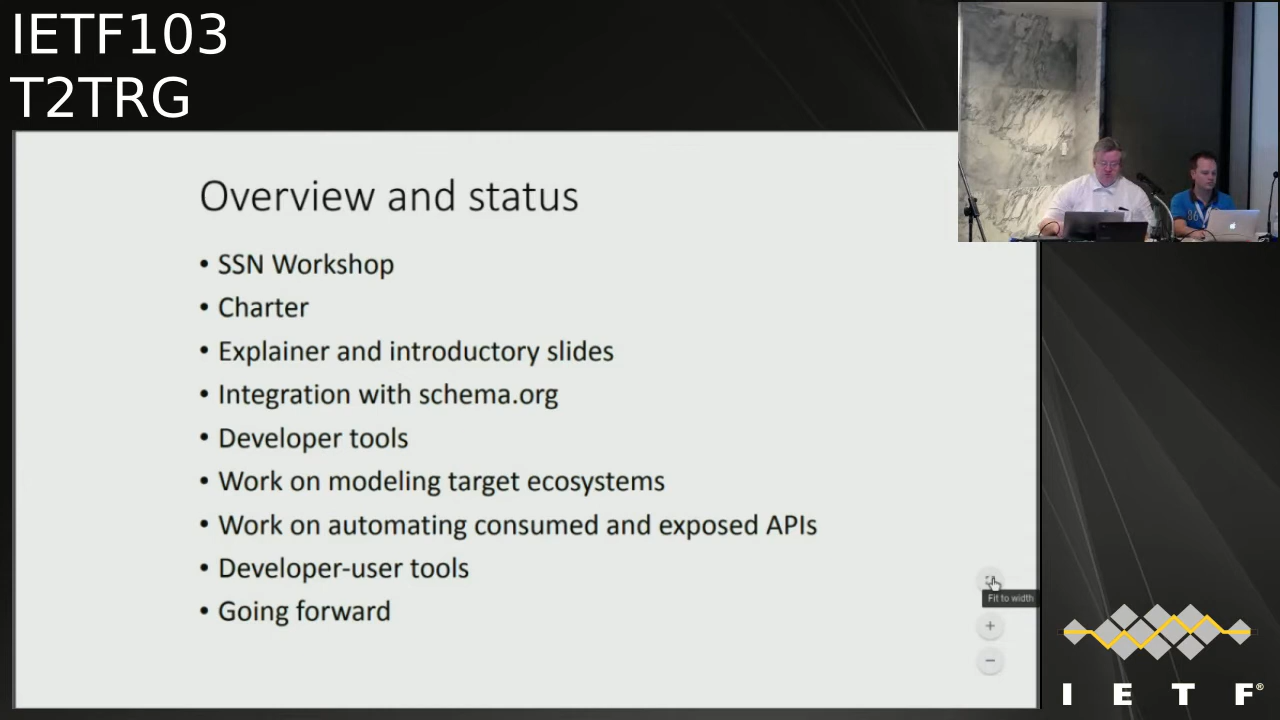 IETF103
T2TRG
Overview and status
• SSN Workshop
• Charter
• Explainer and introductory slides
• Integration with schema.org
• Developer tools
• Work on modeling target ecosystems
• Work on automating consumed and exposed APIs
• Developer-user tools
• Going forward
Fit to width
+
−
86
I E T F®